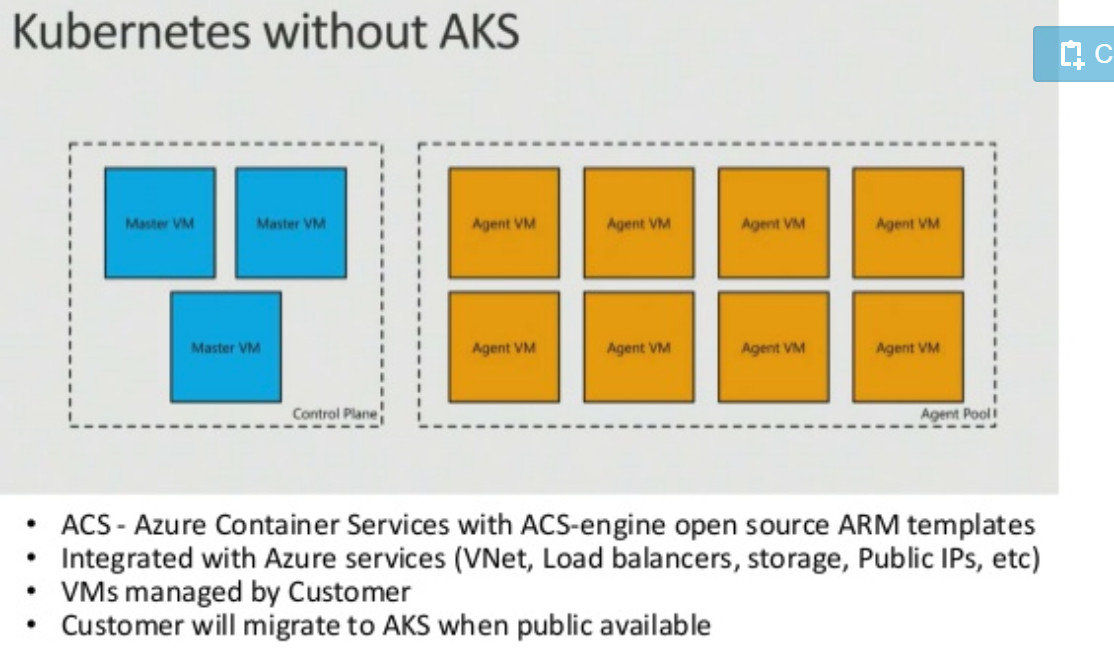 Kubernetes without AKS
C
Master VM
Master VM
Master VM
Control Plane
Agent VM
Agent VM
Agent VM
Agent VM
Agent VM
Agent VM
Agent VM
Agent VM
Agent Pool
• ACS - Azure Container Services with ACS-engine open source ARM templates
• Integrated with Azure services (VNet, Load balancers, storage, Public IPs, etc)
• VMs managed by Customer
• Customer will migrate to AKS when public available